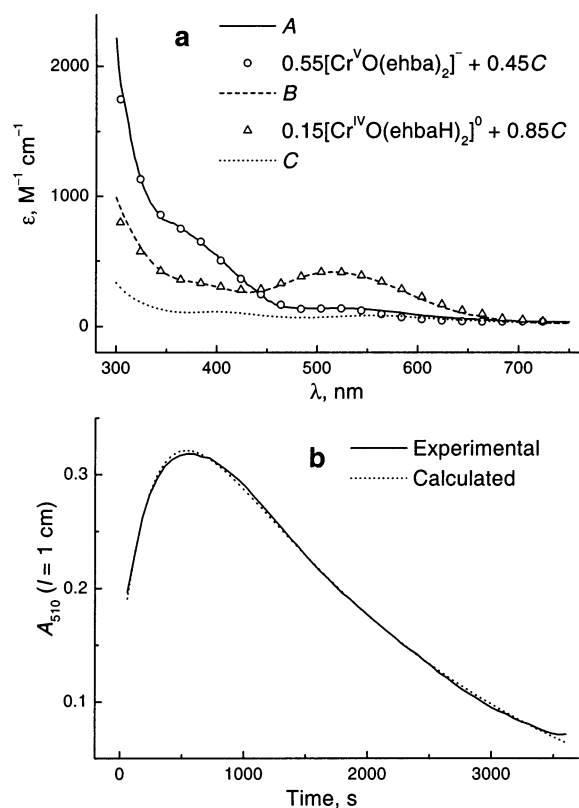 a
A
0.55[CrⱽO(ehba)₂]⁻ + 0.45C
B
0.15[CrᴵⱽO(ehbaH)₂]⁰ + 0.85C
C
ε, M⁻¹ cm⁻¹
2000
1000
0
300 400 500 600 700
λ, nm
b
Experimental
Calculated
A₅₁₀ (l = 1 cm)
0.3
0.2
0.1
0 1000 2000 3000
Time, s